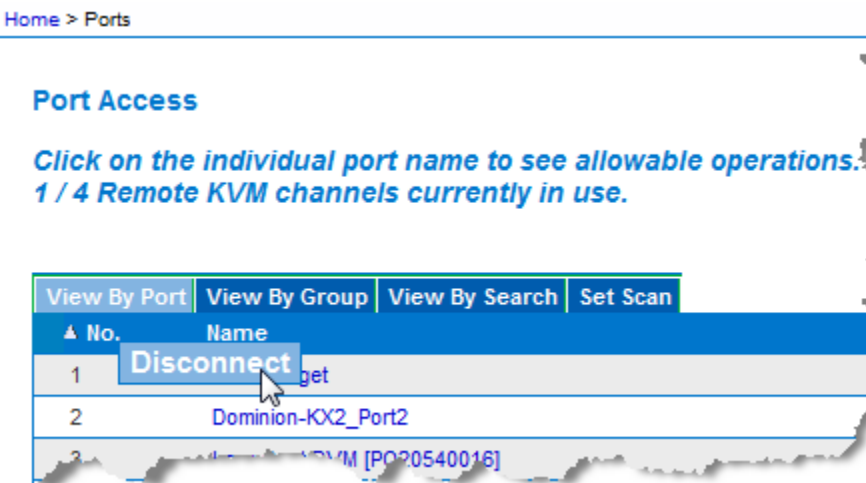 Home > Ports
Port Access
Click on the individual port name to see allowable operations.
1 / 4 Remote KVM channels currently in use.
View By Port View By Group View By Search Set Scan
▲ No. Name
Disconnect
1 get
2 Dominion-KX2_Port2
3 [PQ20540016]